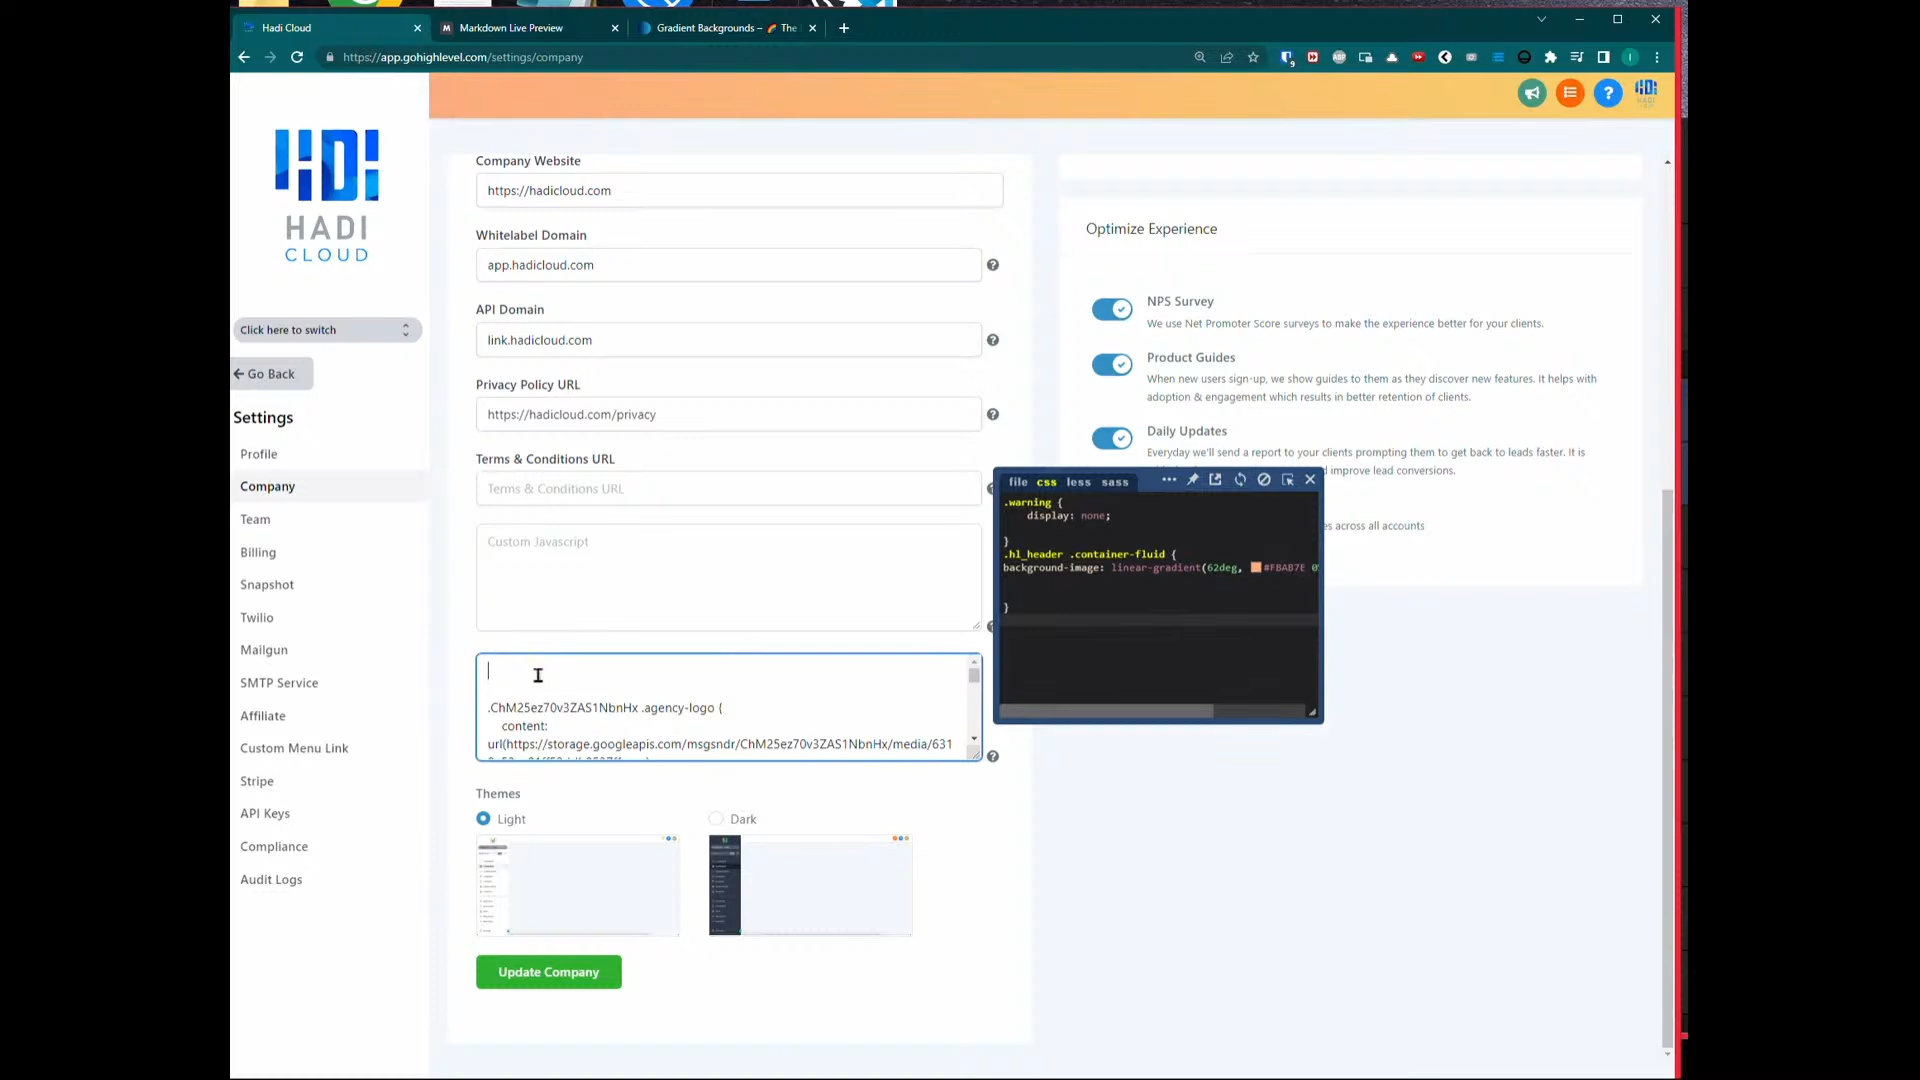 Hadi Cloud
Markdown Live Preview
Gradient Backgrounds – The
https://app.gohighlevel.com/settings/company
9
I
HADI
CLOUD
Click here to switch
Go Back
Settings
Profile
Company
Team
Billing
Snapshot
Twilio
Mailgun
SMTP Service
Affiliate
Custom Menu Link
Stripe
API Keys
Compliance
Audit Logs
Company Website
https://hadicloud.com
Whitelabel Domain
app.hadicloud.com
API Domain
link.hadicloud.com
Privacy Policy URL
https://hadicloud.com/privacy
Terms & Conditions URL
Terms & Conditions URL
Custom Javascript
.ChM25ez70v3ZAS1NbnHx .agency-logo {
content:
url(https://storage.googleapis.com/msgsndr/ChM25ez70v3ZAS1NbnHx/media/631
Themes
Light
Dark
Update Company
Optimize Experience
NPS Survey
We use Net Promoter Score surveys to make the experience better for your clients.
Product Guides
When new users sign-up, we show guides to them as they discover new features. It helps with
adoption & engagement which results in better retention of clients.
Daily Updates
Everyday we'll send a report to your clients prompting them to get back to leads faster. It is
improve lead conversions.
es across all accounts
file css less sass
.warning {
display: none;
}
.hl_header .container-fluid {
background-image: linear-gradient(62deg, #FBAB7E 0
}